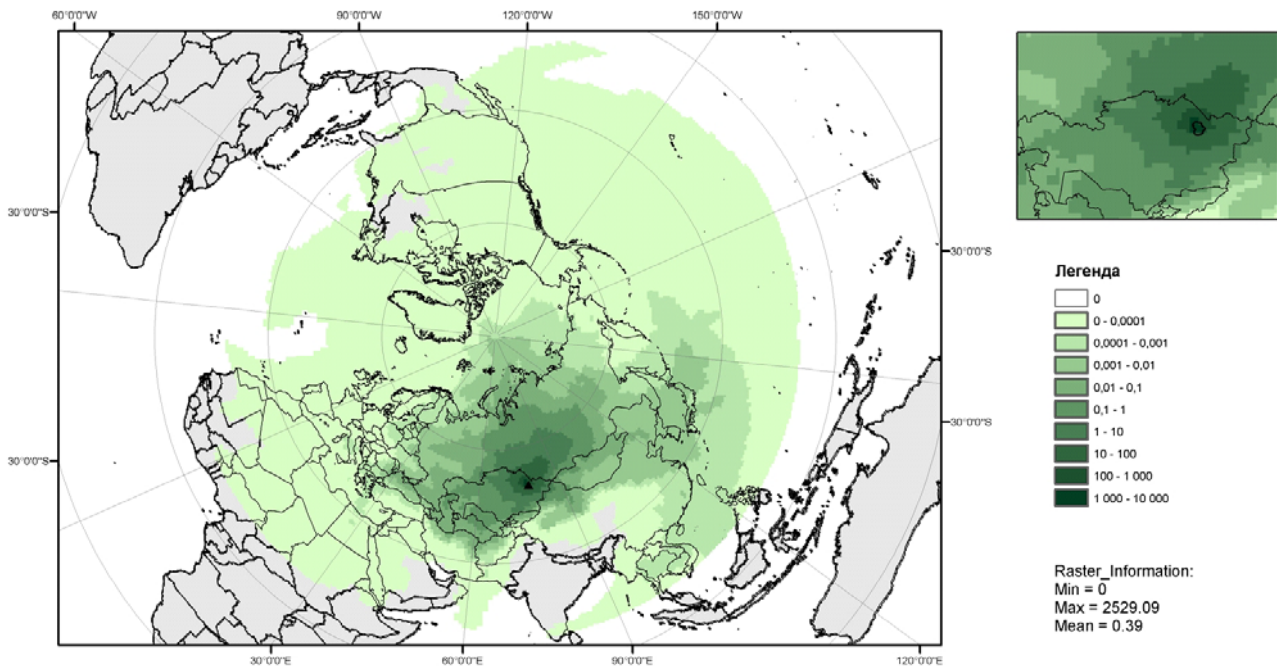 60°0'0"W
90°0'0"W
120°0'0"W
150°0'0"W
30°0'0"S
30°0'0"S
30°0'0"S
30°0'0"S
30°0'0"E
60°0'0"E
90°0'0"E
120°0'0"E
Легенда
0
0 - 0,0001
0,0001 - 0,001
0,001 - 0,01
0,01 - 0,1
0,1 - 1
1 - 10
10 - 100
100 - 1 000
1 000 - 10 000
Raster_Information:
Min = 0
Max = 2529.09
Mean = 0.39